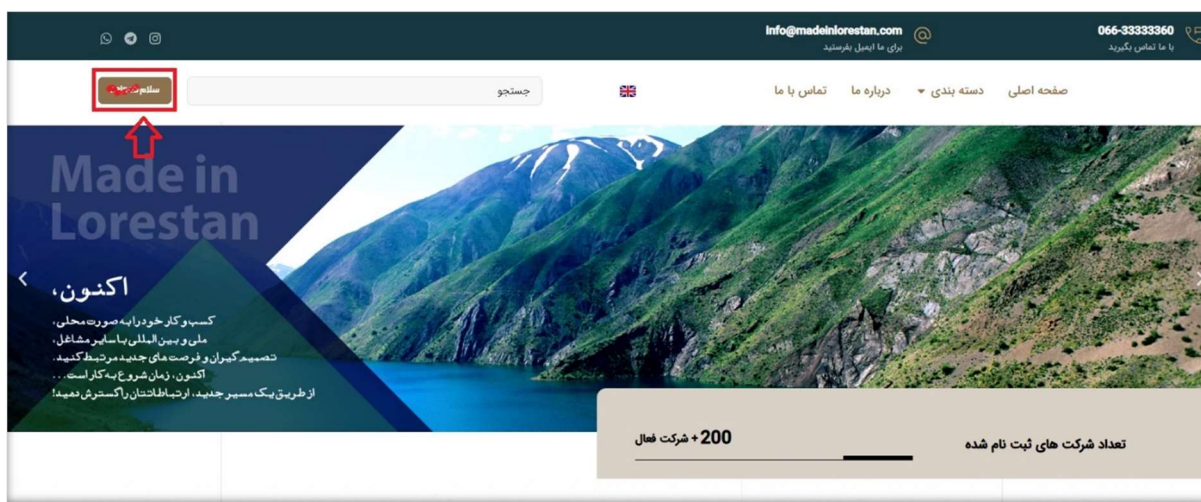 066-33333360
با ما تماس بگیرید
info@madeinlorestan,com
برای ما ایمیل بفرستید
صفحه اصلی
دسته بندی
درباره ما
تماس با ما
جستجو
سلام
Made in
Lorestan
اکنون،
کسب‌وکار خود را به صورت محلی،
ملی و بین‌المللی با سایر مشاغل،
تصمیم‌گیران و فرصت‌های جدید مرتبط کنید.
اکنون، زمان شروع به کار است...
از طریق یک مسیر جدید، ارتباطاتتان را گسترش دهید!
تعداد شرکت های ثبت نام شده
200+ شرکت فعال